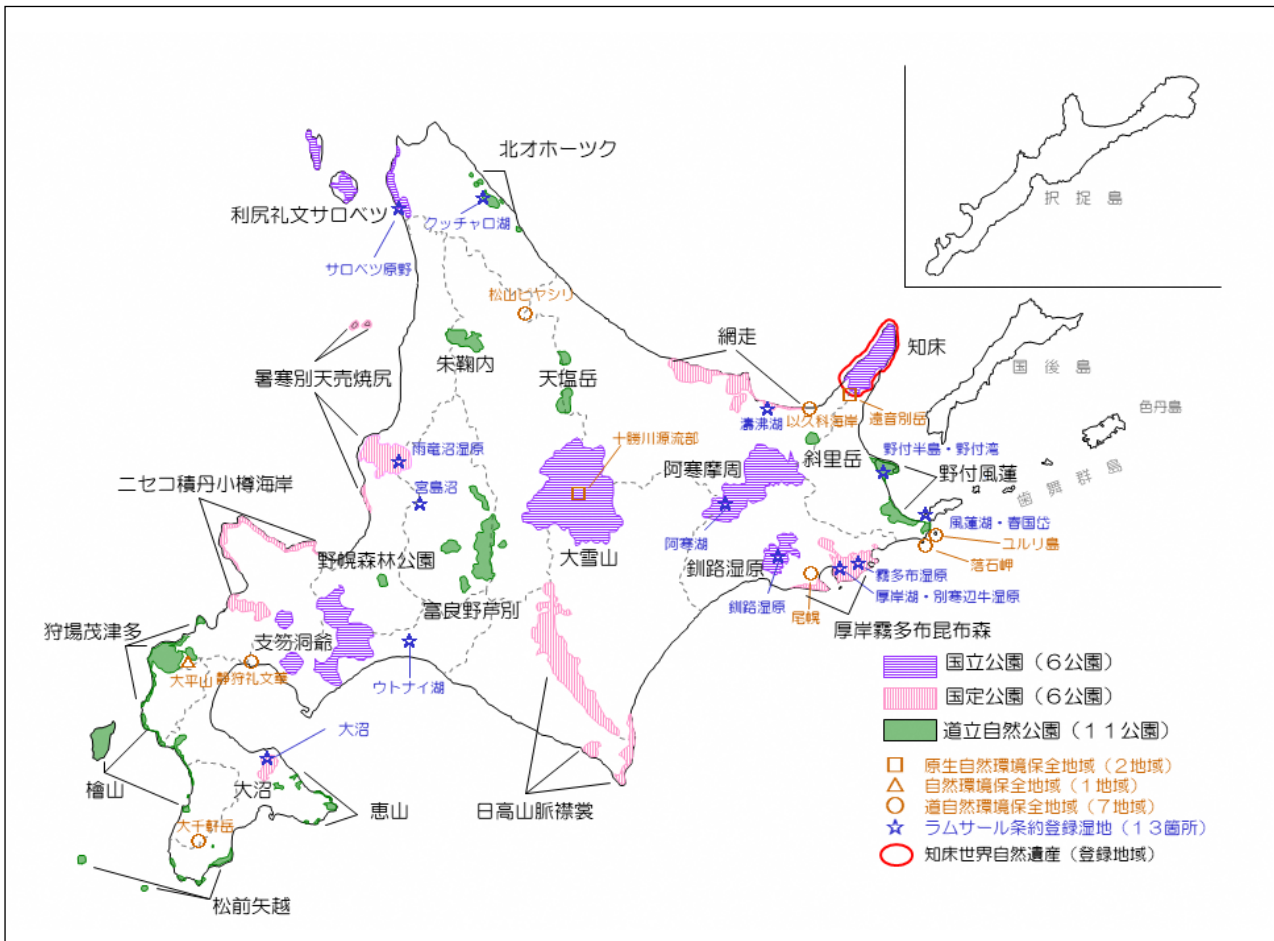 北オホーツク
利尻礼文サロベツ
クッチャロ湖
サロベツ原野
択捉島
松山ピヤシリ
網走
知床
朱鞠内
天塩岳
暑寒別天売焼尻
国後島
色丹島
濤沸湖
以久科海岸
遠音別岳
十勝川源流部
雨竜沼湿原
宮島沼
阿寒摩周
斜里岳
野付半島・野付湾
野付風蓮
歯舞群島
ニセコ積丹小樽海岸
阿寒湖
風蓮湖・春国岱
ユルリ島
落石岬
野幌森林公園
大雪山
釧路湿原
霧多布湿原
厚岸湖・別寒辺牛湿原
釧路湿原
尾幌
富良野芦別
厚岸霧多布昆布森
狩場茂津多
支笏洞爺
大平山
静狩礼文華
ウトナイ湖
大沼
檜山
大沼
恵山
日高山脈襟裳
大千軒岳
松前矢越
国立公園(6公園)
国定公園(6公園)
道立自然公園(11公園)
原生自然環境保全地域(2地域)
自然環境保全地域(1地域)
道自然環境保全地域(7地域)
ラムサール条約登録湿地(13箇所)
知床世界自然遺産(登録地域)